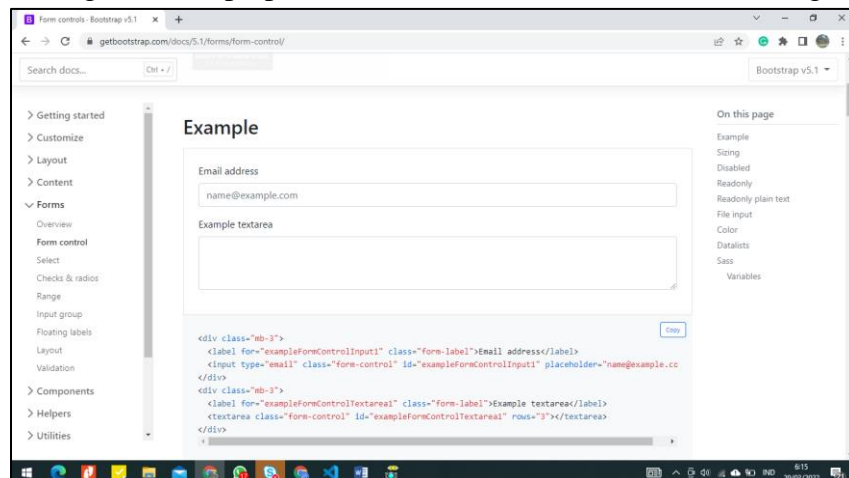 Form controls · Bootstrap v5.1
getbootstrap.com/docs/5.1/forms/form-control/
Search docs...
Ctrl + /
Bootstrap v5.1
Getting started
Customize
Layout
Content
Forms
Overview
Form control
Select
Checks & radios
Range
Input group
Floating labels
Layout
Validation
Components
Helpers
Utilities
Example
Email address
name@example.com
Example textarea
Copy
<div class="mb-3">
<label for="exampleFormControlInput1" class="form-label">Email address</label>
<input type="email" class="form-control" id="exampleFormControlInput1" placeholder="name@example.co
</div>
<div class="mb-3">
<label for="exampleFormControlTextarea1" class="form-label">Example textarea</label>
<textarea class="form-control" id="exampleFormControlTextarea1" rows="3"></textarea>
</div>
On this page
Example
Sizing
Disabled
Readonly
Readonly plain text
File input
Color
Datalists
Sass
Variables
IND
6:15